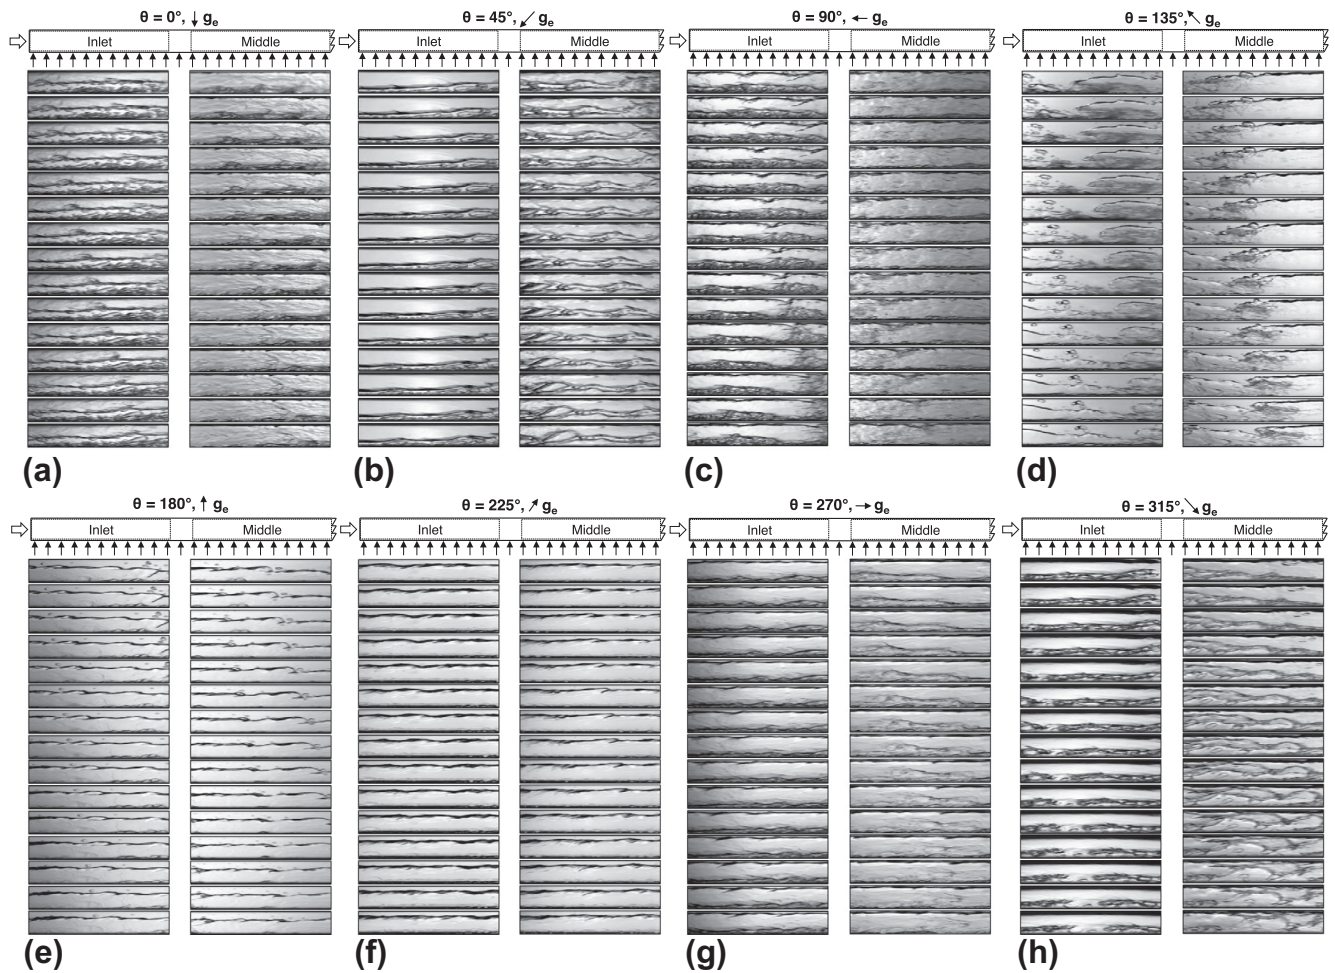 θ = 0°, ↓ gₑ
Inlet Middle
(a)
θ = 45°, ↙ gₑ
Inlet Middle
(b)
θ = 90°, ← gₑ
Inlet Middle
(c)
θ = 135°, ↖ gₑ
Inlet Middle
(d)
θ = 180°, ↑ gₑ
Inlet Middle
(e)
θ = 225°, ↗ gₑ
Inlet Middle
(f)
θ = 270°, → gₑ
Inlet Middle
(g)
θ = 315°, ↘ gₑ
Inlet Middle
(h)